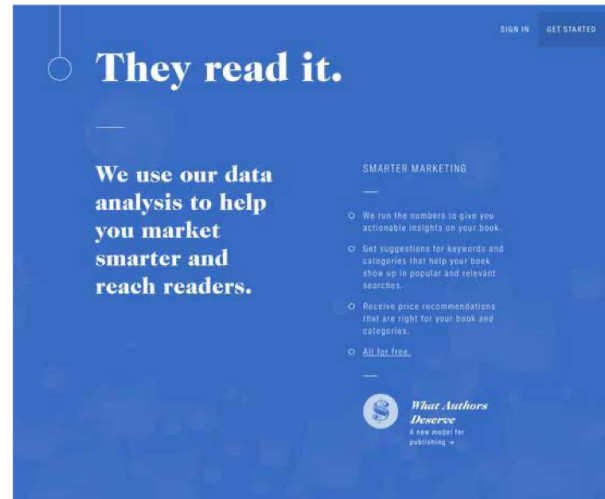 SIGN IN GET STARTED
They read it.
We use our data
analysis to help
you market
smarter and
reach readers.
SMARTER MARKETING
We run the numbers to give you
actionable insights on your book.
Get suggestions for keywords and
categories that help your book
show up in popular and relevant
searches.
Receive price recommendations
that are right for your book and
categories.
All for free.
What Authors
Deserve
A new model for
publishing →